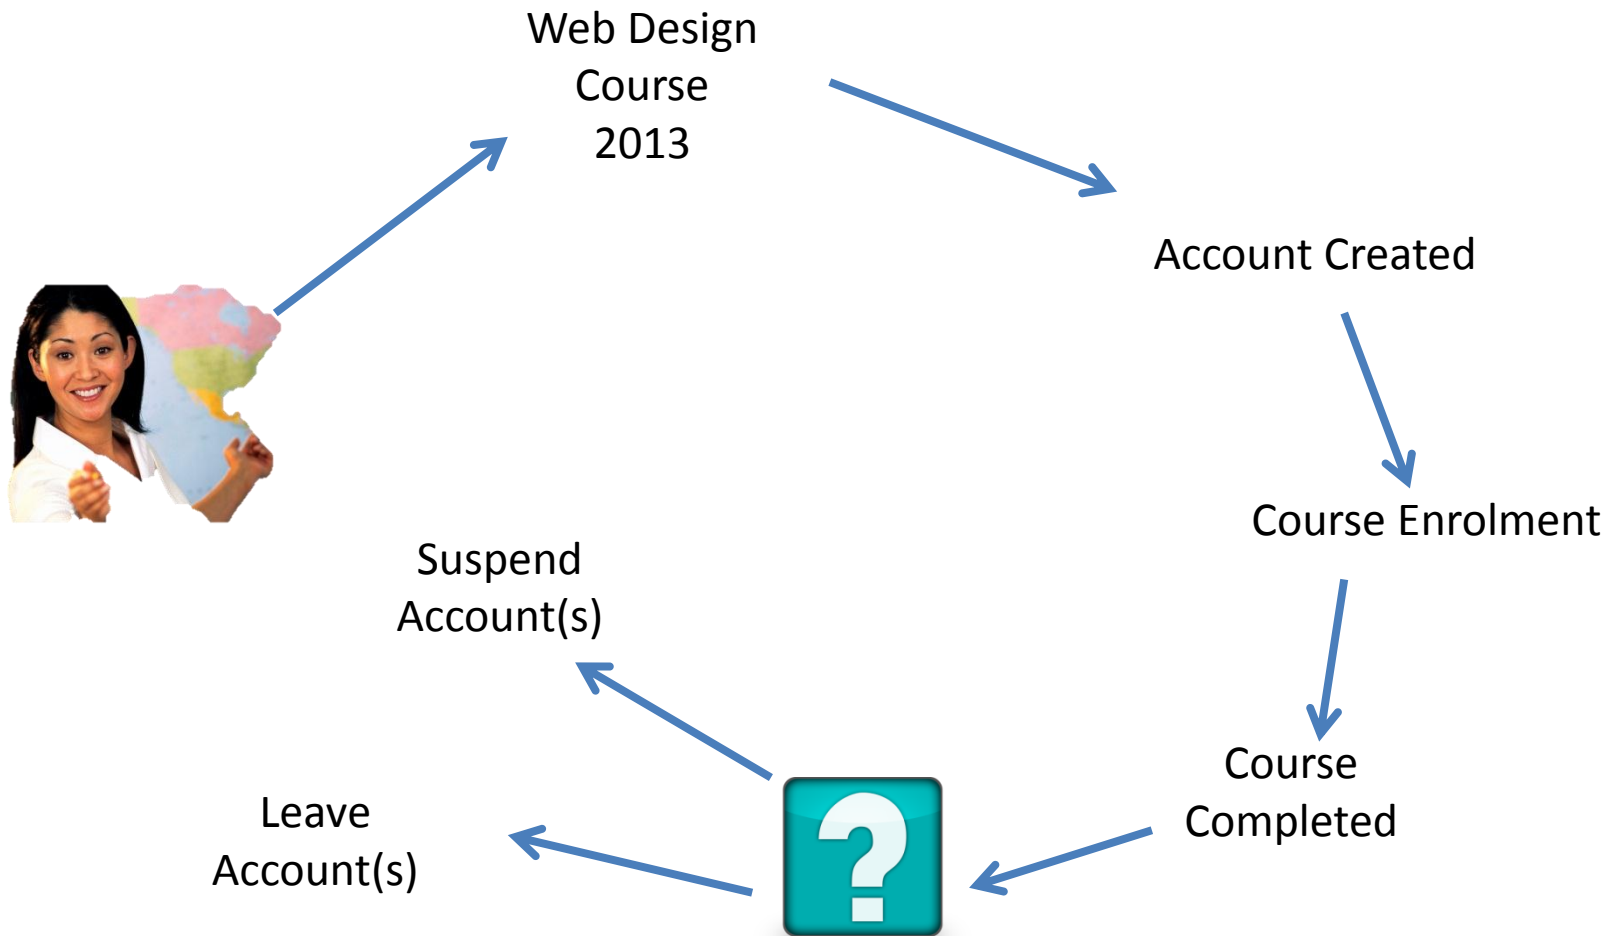 Web Design
Course
2013
Account Created
Course Enrolment
Course
Completed
?
Suspend
Account(s)
Leave
Account(s)